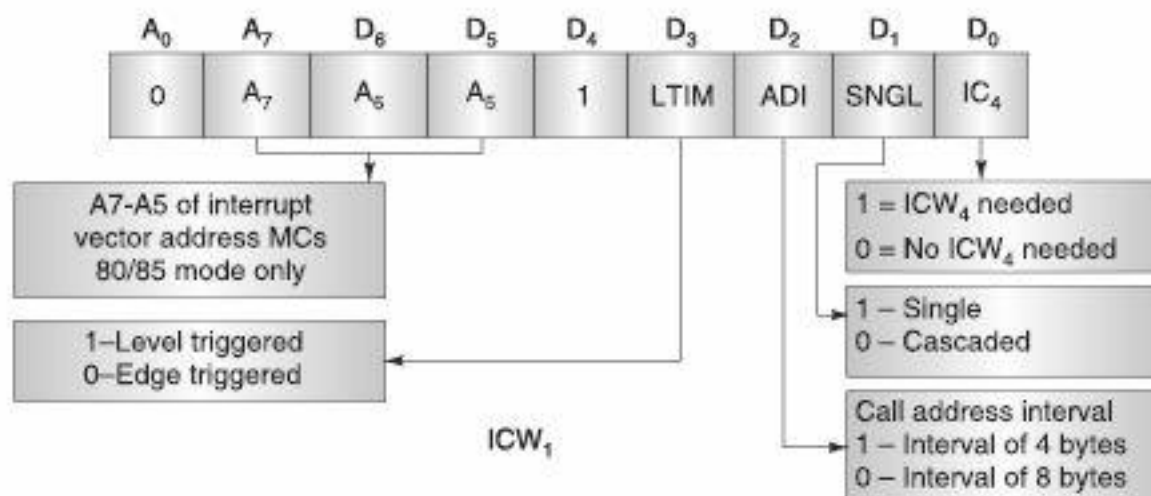 A₀ A₇ D₆ D₅ D₄ D₃ D₂ D₁ D₀
0 A₇ A₆ A₅ 1 LTIM ADI SNGL IC₄
A7-A5 of interrupt
vector address MCs
80/85 mode only
1 = ICW₄ needed
0 = No ICW₄ needed
1–Level triggered
0–Edge triggered
1 – Single
0 – Cascaded
Call address interval
1 – Interval of 4 bytes
0 – Interval of 8 bytes
ICW₁